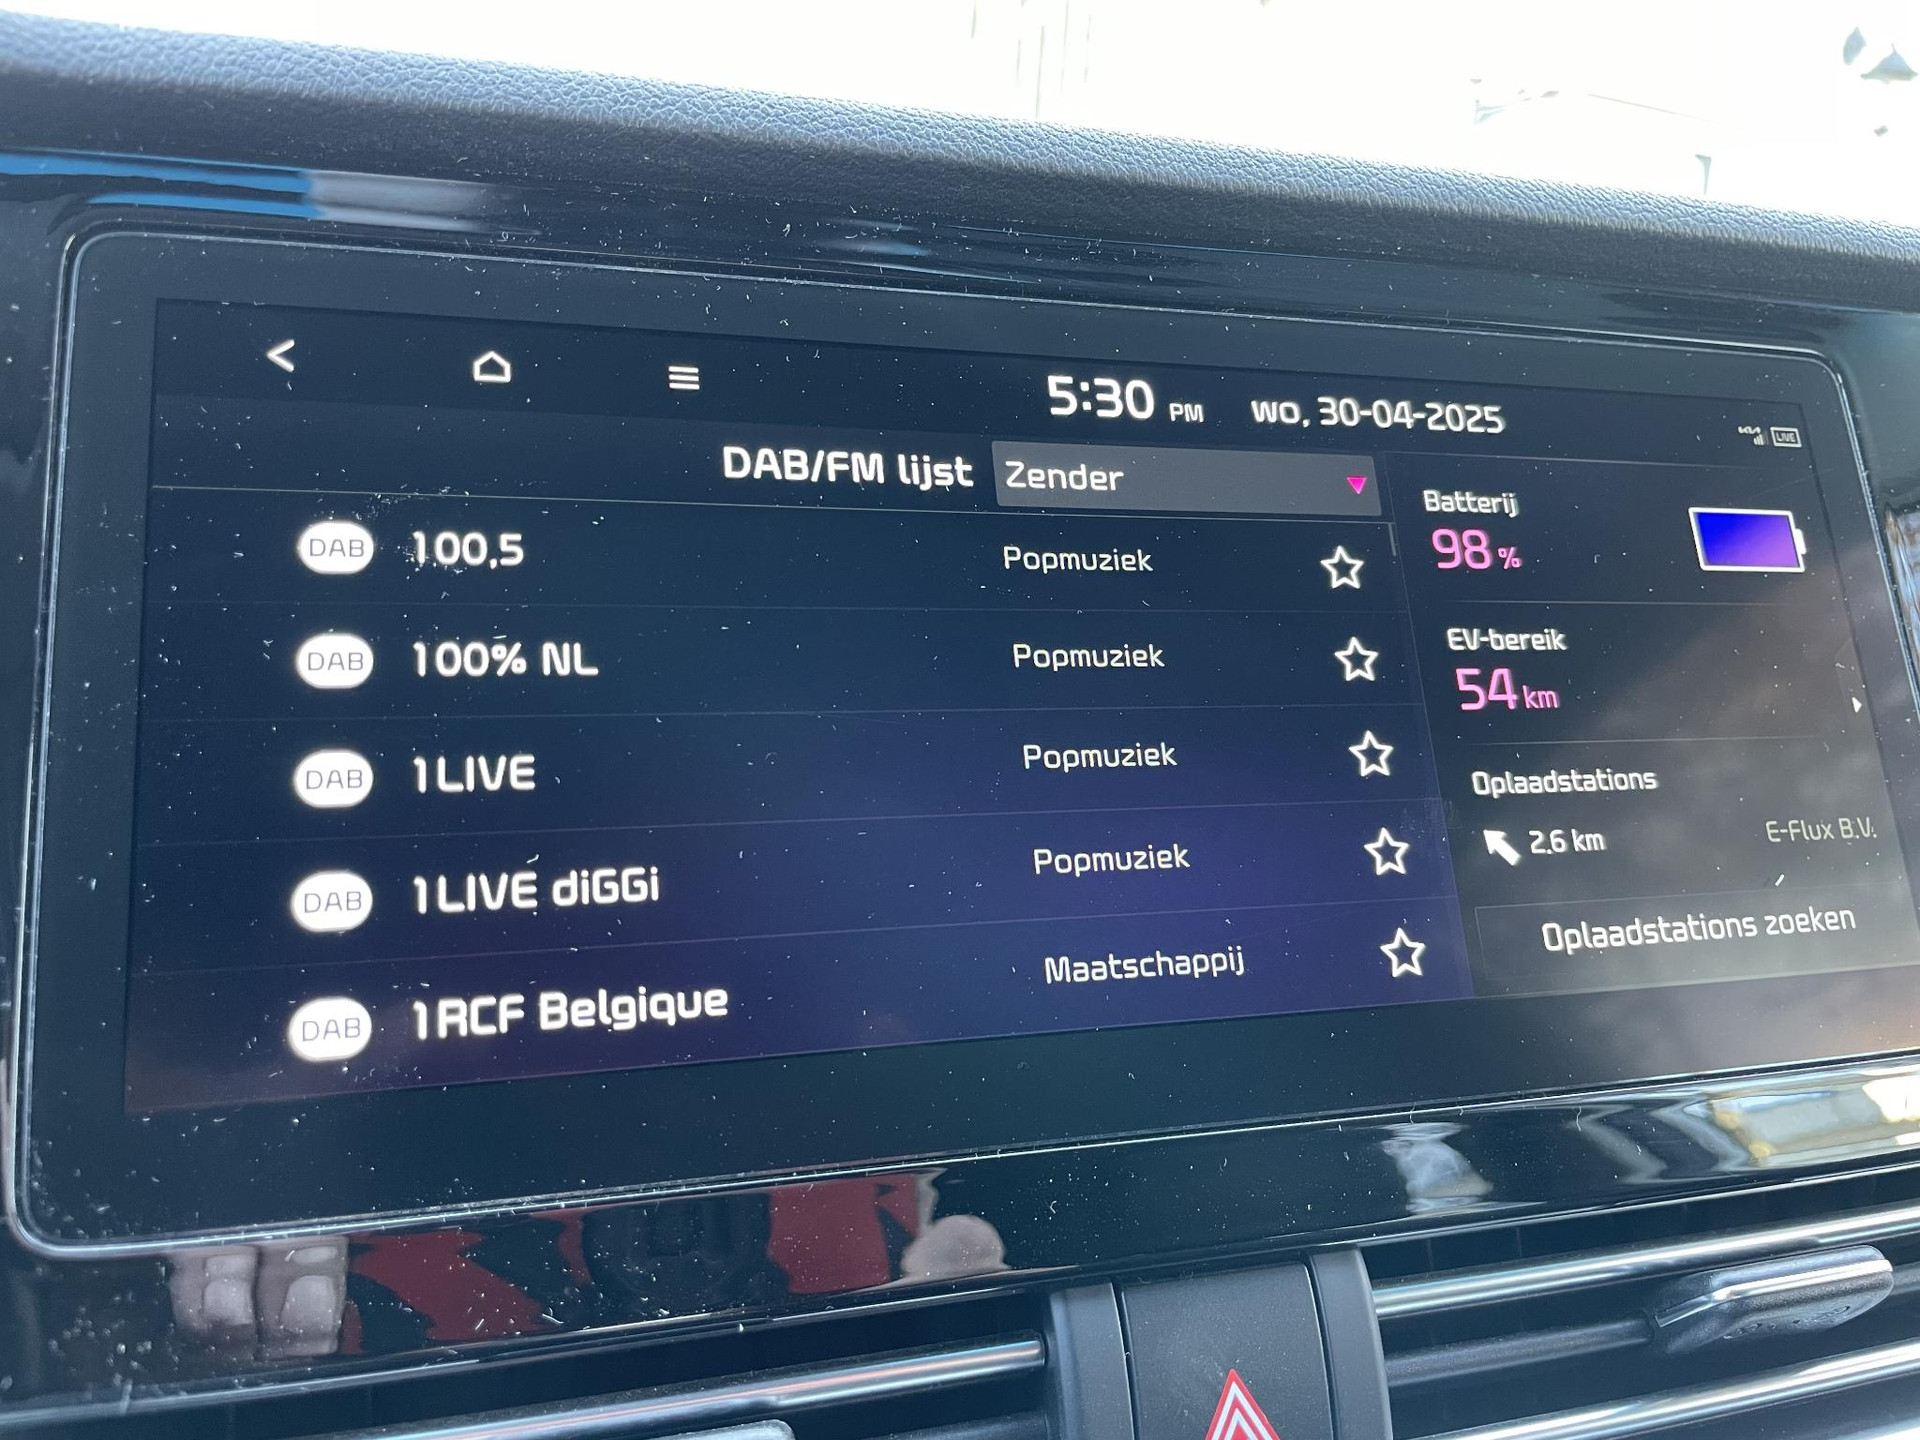 5:30 PM wo, 30-04-2025
LIVE
DAB/FM lijst Zender
DAB 100,5 Popmuziek
DAB 100% NL Popmuziek
DAB 1LIVE Popmuziek
DAB 1LIVE diGGi Popmuziek
DAB 1RCF Belgique Maatschappij
Batterij
98 %
EV-bereik
54 km
Oplaadstations
2.6 km E-Flux B.V.
Oplaadstations zoeken